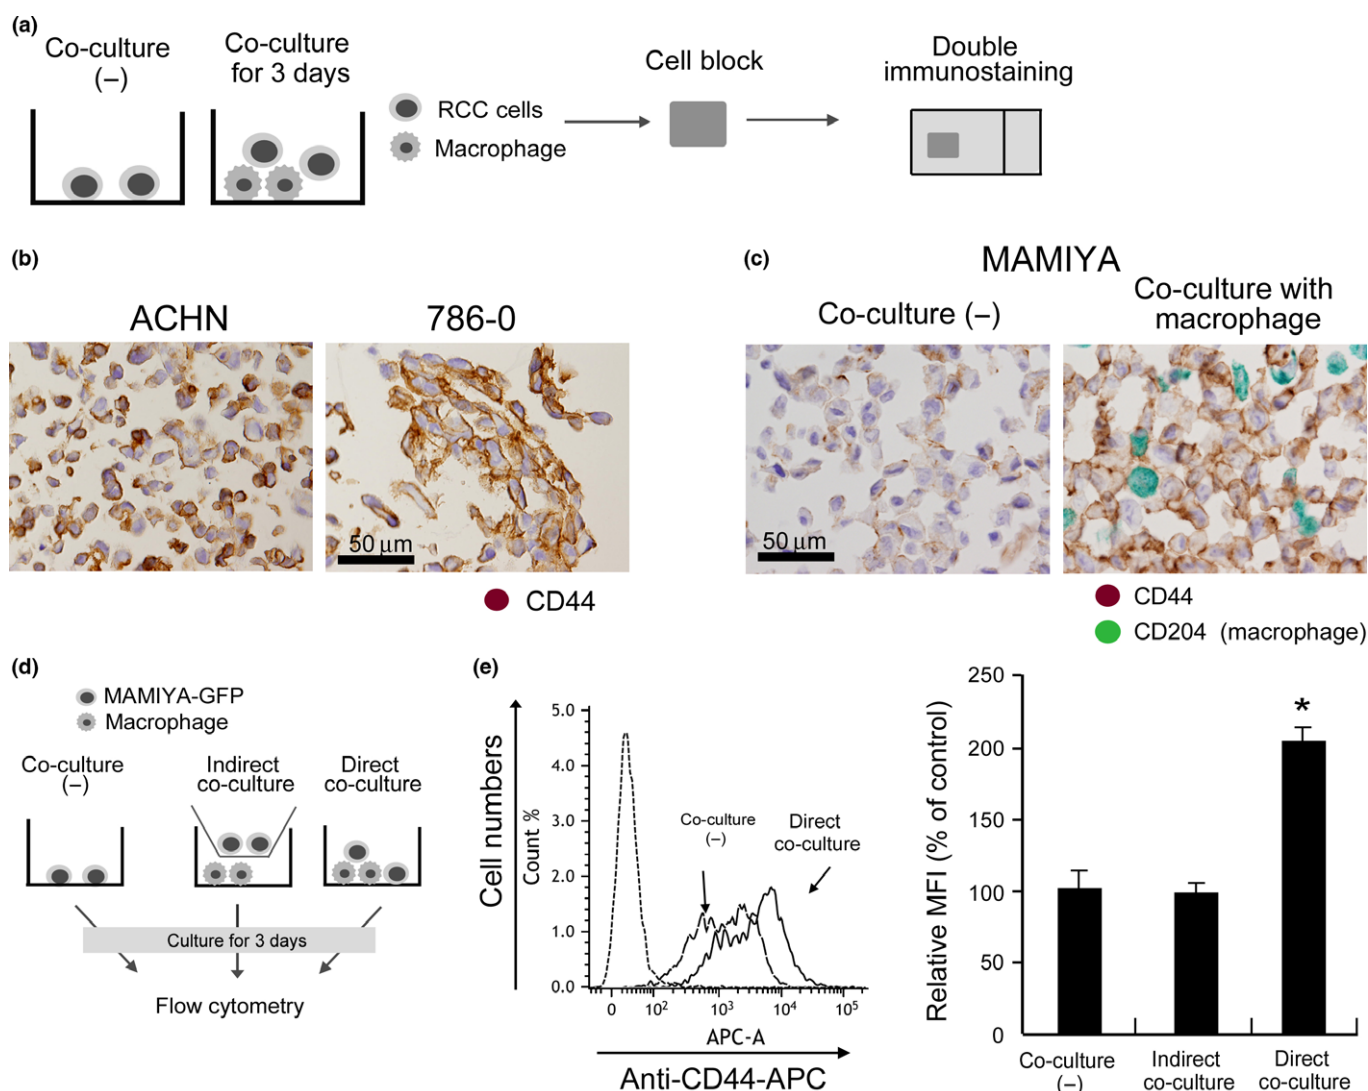 (a)
Co-culture
(–)
Co-culture
for 3 days
RCC cells
Macrophage
Cell block
Double
immunostaining
(b)
ACHN
786-0
50 μm
CD44
(c)
MAMIYA
Co-culture (–)
Co-culture with
macrophage
50 μm
CD44
CD204 (macrophage)
(d)
MAMIYA-GFP
Macrophage
Co-culture
(–)
Indirect
co-culture
Direct
co-culture
Culture for 3 days
Flow cytometry
(e)
Cell numbers
Count %
5.0
4.0
3.0
2.0
1.0
0.0
Co-culture
(–)
Direct
co-culture
0 10² 10³ 10⁴ 10⁵
APC-A
Anti-CD44-APC
Relative MFI (% of control)
250
200
150
100
50
0
*
Co-culture
(–)
Indirect
co-culture
Direct
co-culture